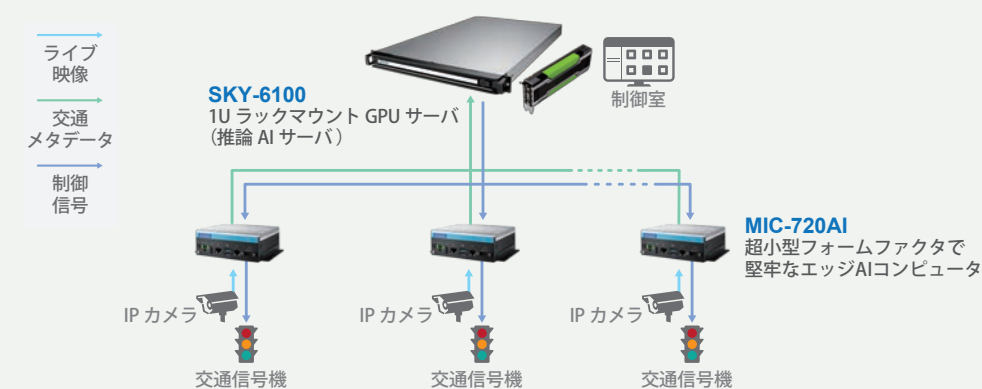 ライブ
映像
交通
メタデータ
制御
信号
制御室
SKY-6100
1U ラックマウント GPU サーバ
（推論 AI サーバ）
MIC-720AI
超小型フォームファクタで
堅牢なエッジAIコンピュータ
IP カメラ
IP カメラ
IP カメラ
交通信号機
交通信号機
交通信号機